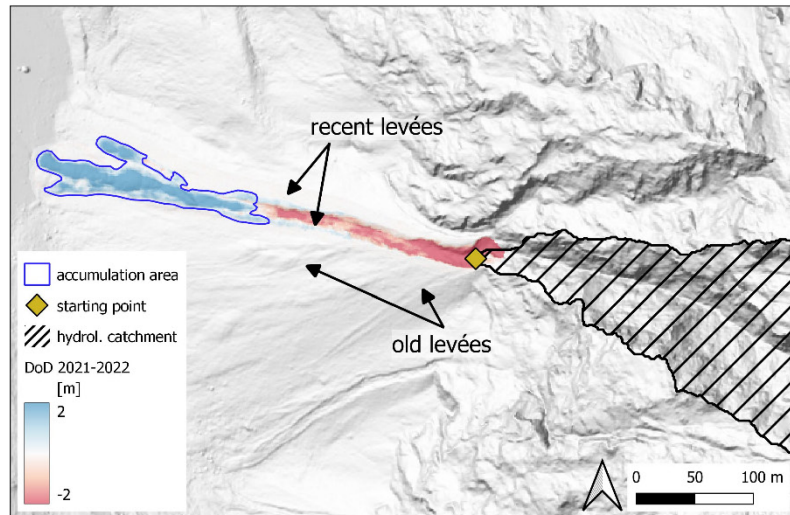 recent levées
old levées
accumulation area
starting point
hydrol. catchment
DoD 2021-2022
[m]
2
-2
0 50 100 m